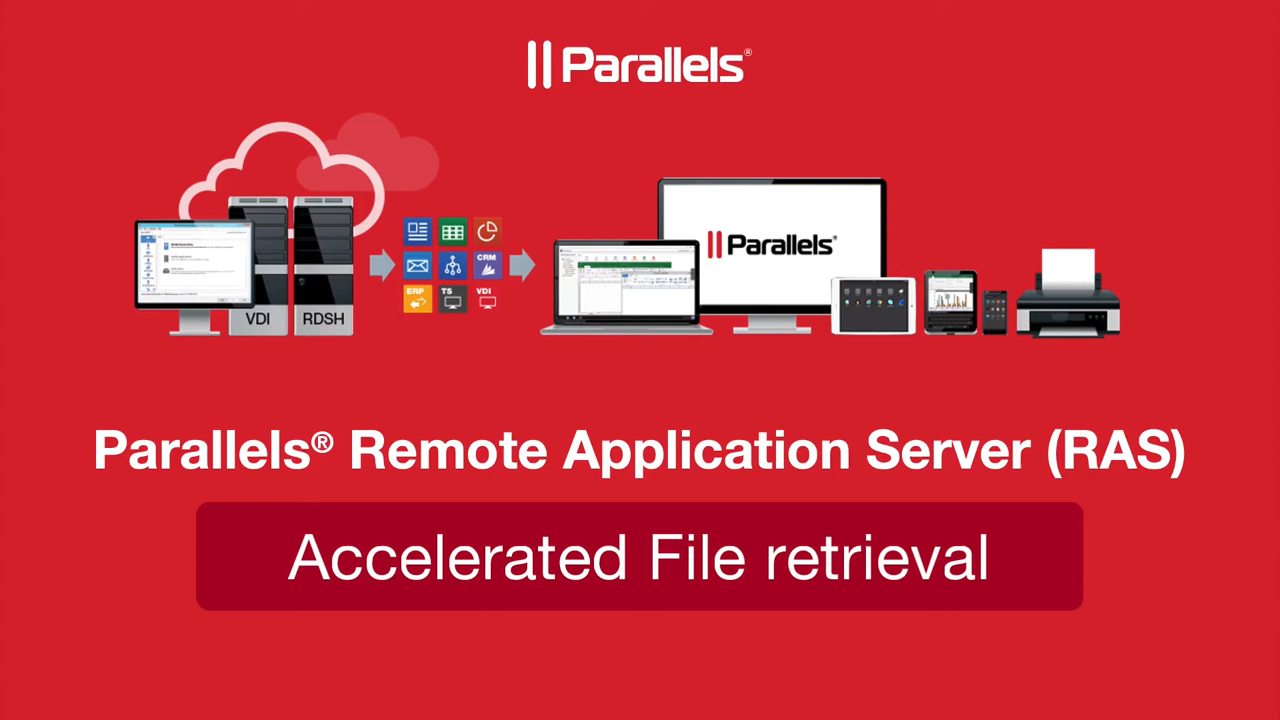 Parallels®
CRM
ERP
TS
VDI
VDI
RDSH
Parallels®
Parallels® Remote Application Server (RAS)
Accelerated File retrieval